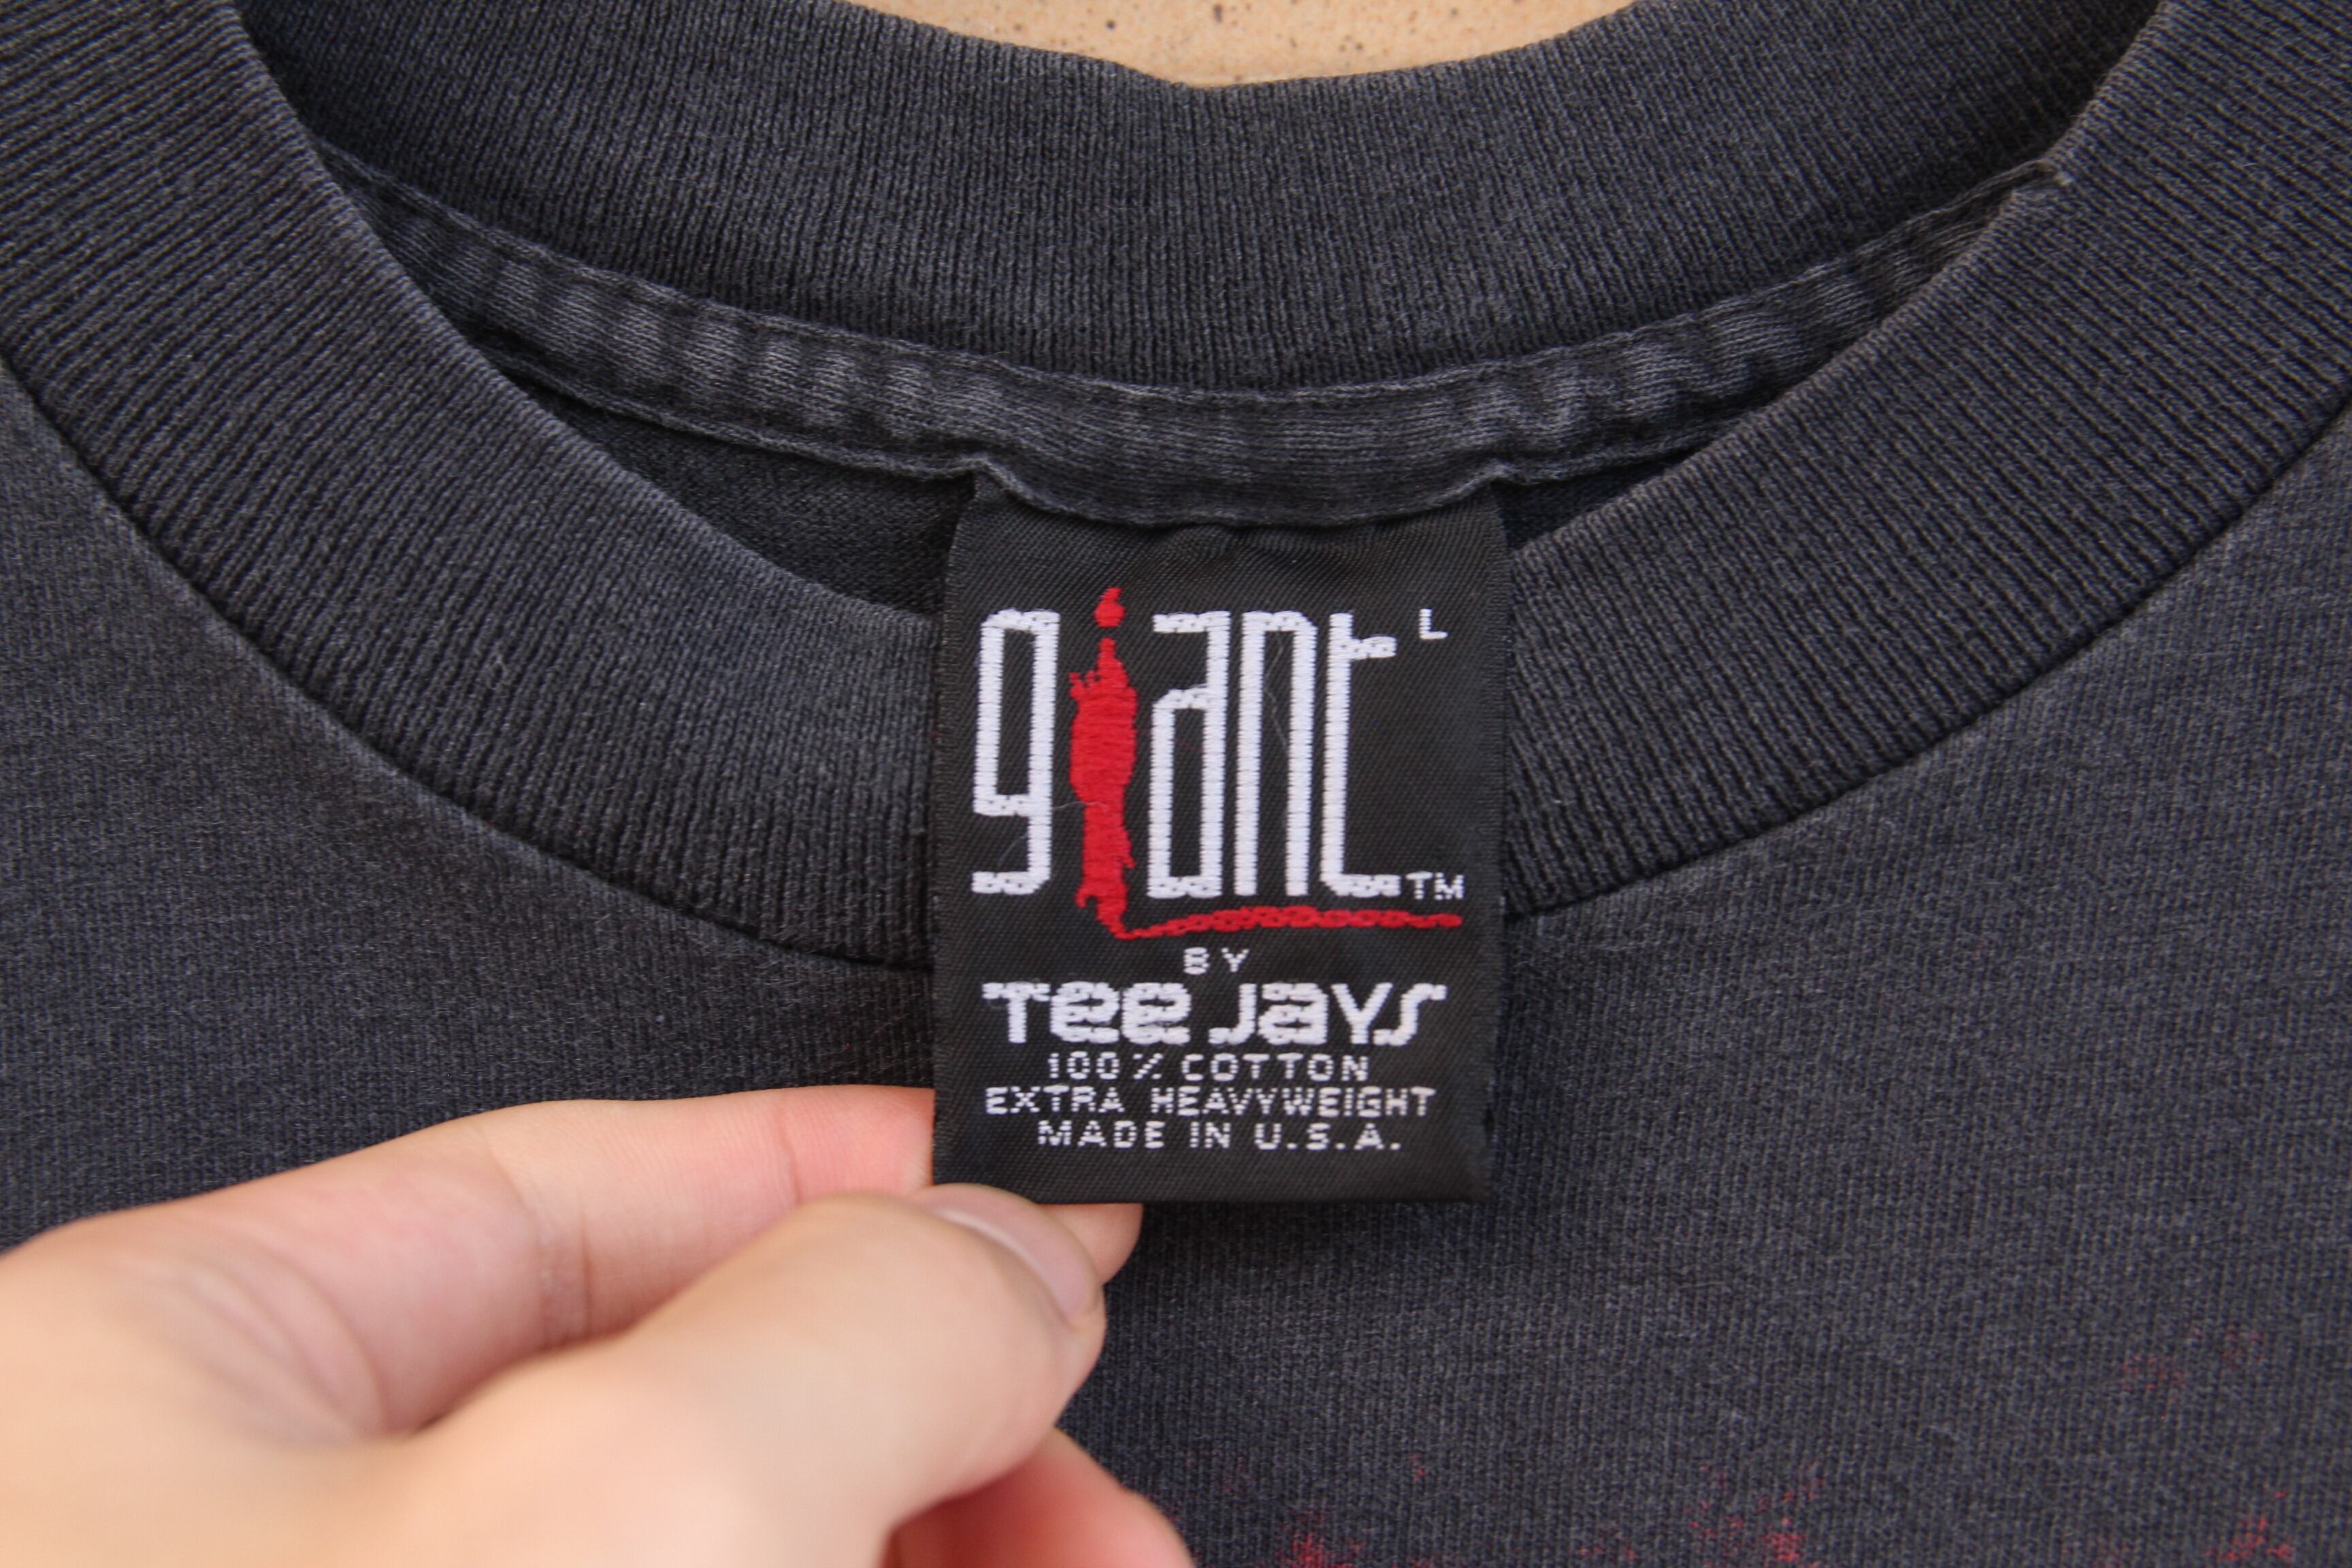 giant L
TM
BY
Tee Jays
100% COTTON
EXTRA HEAVYWEIGHT
MADE IN U.S.A.